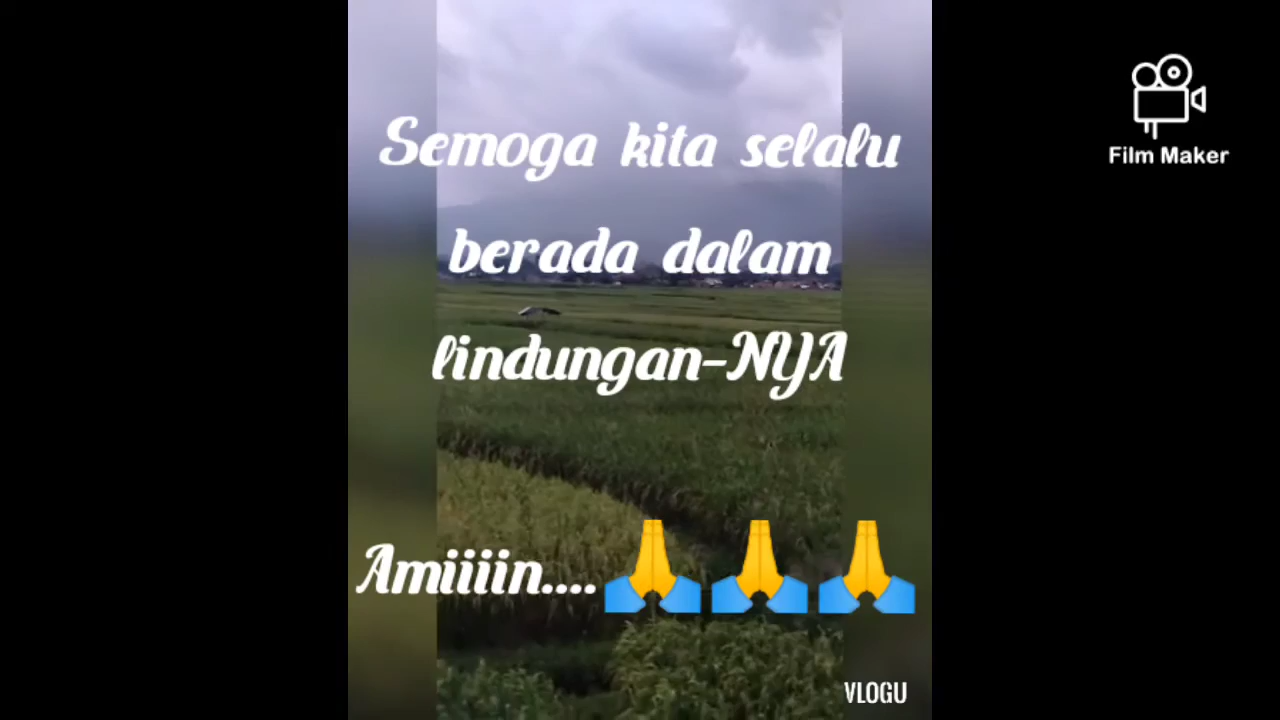 Semoga kita selalu
berada dalam
lindungan-NYA
Amiiiin....🙏🙏🙏
Film Maker
VLOGU